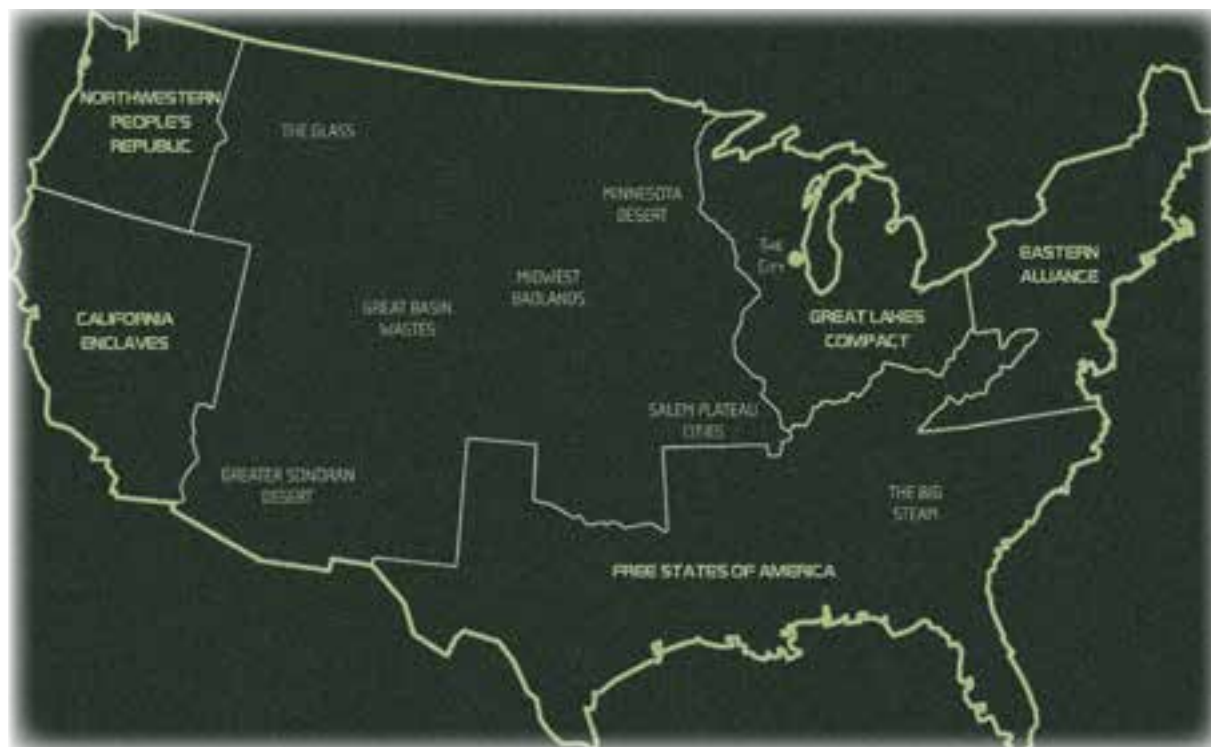 NORTHWESTERN
PEOPLE'S
REPUBLIC
THE GLASS
MINNESOTA
DESERT
THE
CITY
EASTERN
ALLIANCE
MIDWEST
BADLANDS
GREAT BASIN
WASTES
CALIFORNIA
ENCLAVES
GREAT LAKES
COMPACT
SALEM PLATEAU
CITIES
GREATER SONORAN
DESERT
THE BIG
STEAM
FREE STATES OF AMERICA